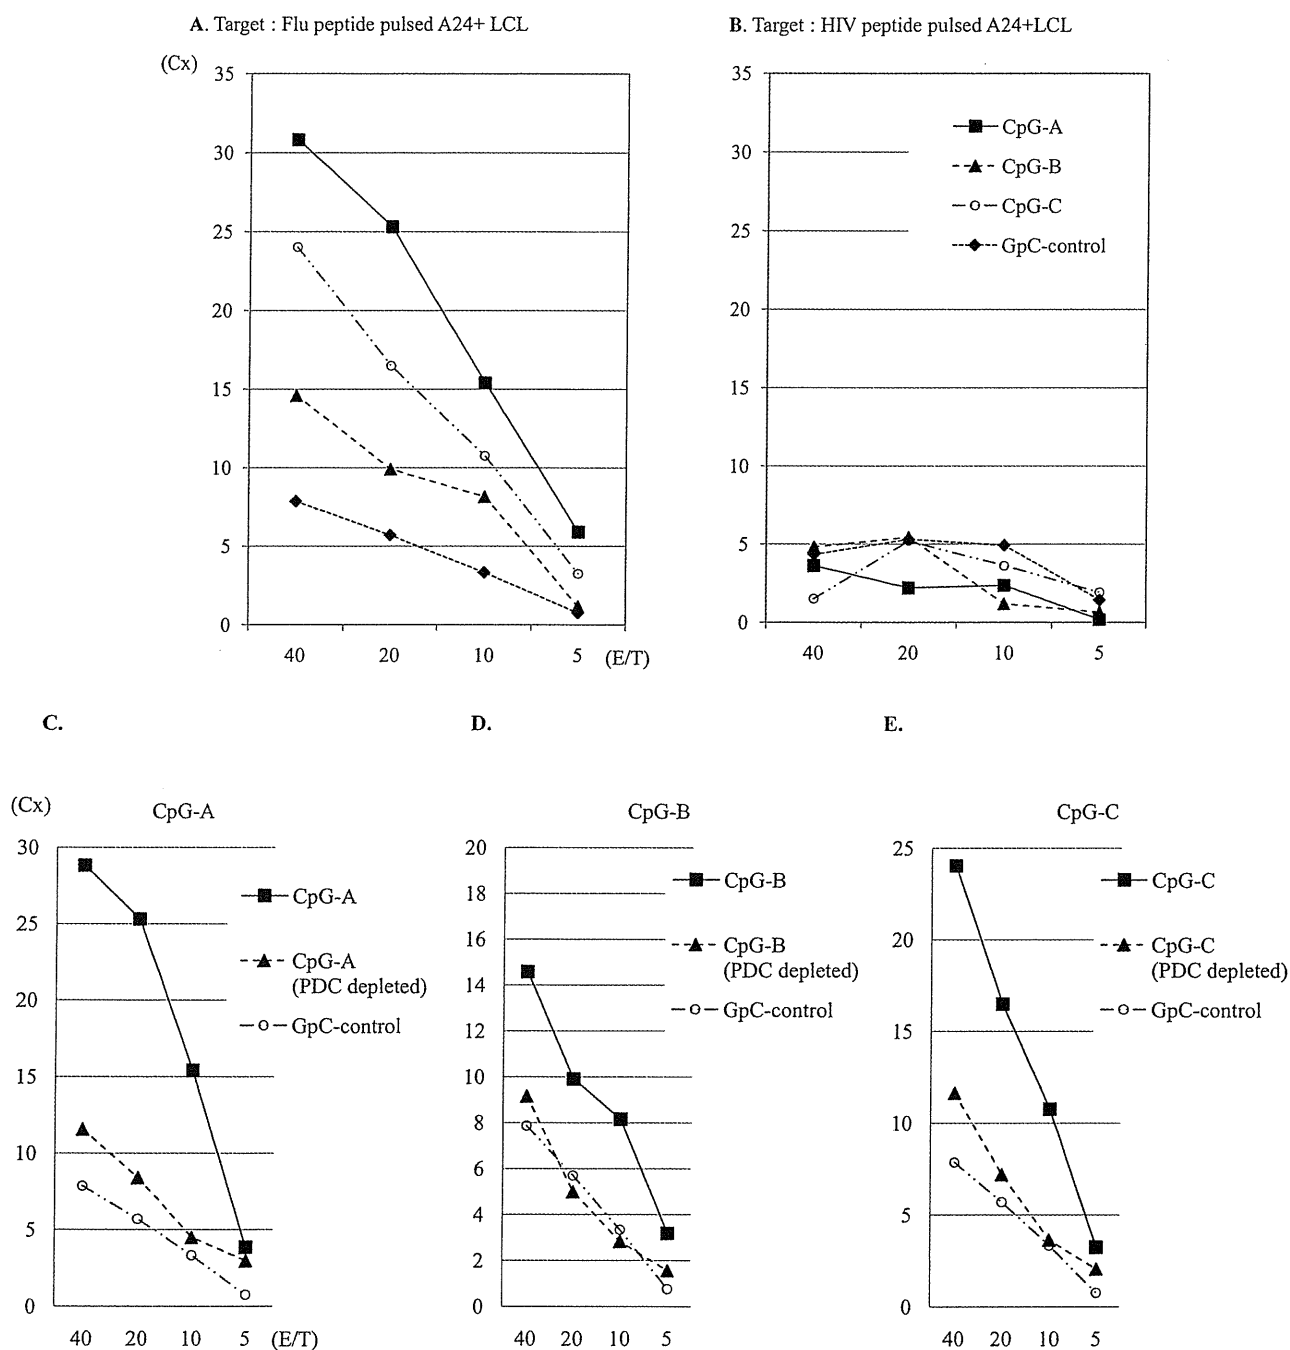 A. Target : Flu peptide pulsed A24+ LCL
B. Target : HIV peptide pulsed A24+LCL
(Cx)
35
30
25
20
15
10
5
0
40 20 10 5 (E/T)
35
30
25
20
15
10
5
0
CpG-A
CpG-B
CpG-C
GpC-control
40 20 10 5
C.
D.
E.
(Cx)
CpG-A
30
25
20
15
10
5
0
CpG-A
CpG-A
(PDC depleted)
GpC-control
40 20 10 5 (E/T)
CpG-B
20
18
16
14
12
10
8
6
4
2
0
CpG-B
CpG-B
(PDC depleted)
GpC-control
40 20 10 5
CpG-C
25
20
15
10
5
0
CpG-C
CpG-C
(PDC depleted)
GpC-control
40 20 10 5